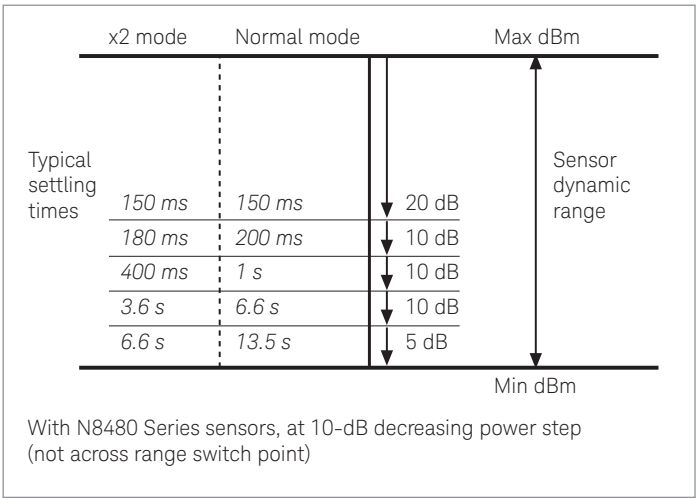 x2 mode Normal mode Max dBm
Typical
settling
times
Sensor
dynamic
range
150 ms 150 ms 20 dB
180 ms 200 ms 10 dB
400 ms 1 s 10 dB
3.6 s 6.6 s 10 dB
6.6 s 13.5 s 5 dB
Min dBm
With N8480 Series sensors, at 10-dB decreasing power step
(not across range switch point)